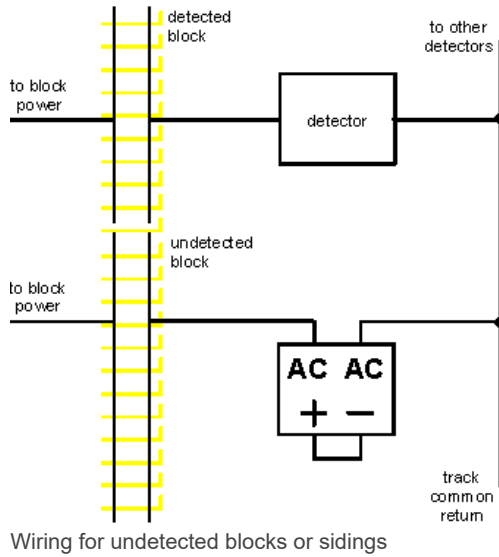 detected
block
to other
detectors
to block
power
detector
undetected
block
to block
power
AC AC
+ −
track
common
return
Wiring for undetected blocks or sidings